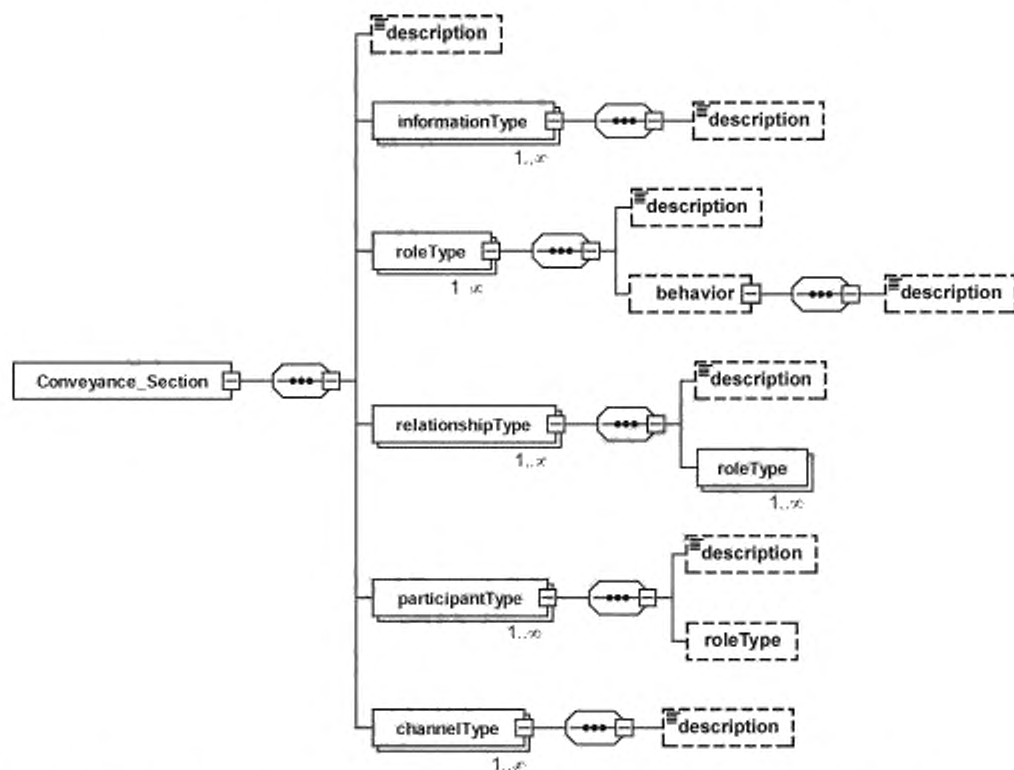 description
informationType
description
1..∞
description
roleType
1..∞
behavior
description
Conveyance_Section
description
relationshipType
1..∞
roleType
1..∞
description
participantType
1..∞
roleType
channelType
description
1..∞